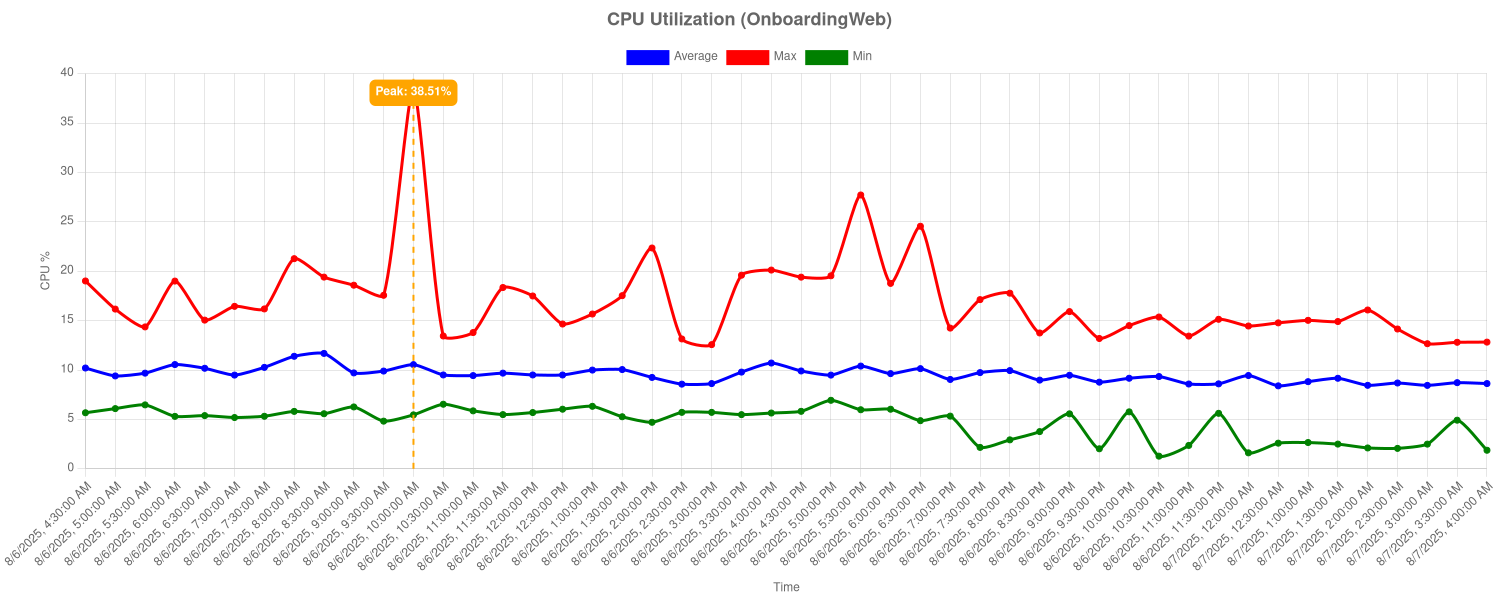 CPU Utilization (OnboardingWeb)
Average Max Min
Peak: 38.51%
CPU %
40
35
30
25
20
15
10
5
0
8/6/2025, 4:30:00 AM
8/6/2025, 5:00:00 AM
8/6/2025, 5:30:00 AM
8/6/2025, 6:00:00 AM
8/6/2025, 6:30:00 AM
8/6/2025, 7:00:00 AM
8/6/2025, 7:30:00 AM
8/6/2025, 8:00:00 AM
8/6/2025, 8:30:00 AM
8/6/2025, 9:00:00 AM
8/6/2025, 9:30:00 AM
8/6/2025, 10:00:00 AM
8/6/2025, 10:30:00 AM
8/6/2025, 11:00:00 AM
8/6/2025, 11:30:00 AM
8/6/2025, 12:00:00 PM
8/6/2025, 12:30:00 PM
8/6/2025, 1:00:00 PM
8/6/2025, 1:30:00 PM
8/6/2025, 2:00:00 PM
8/6/2025, 2:30:00 PM
8/6/2025, 3:00:00 PM
8/6/2025, 3:30:00 PM
8/6/2025, 4:00:00 PM
8/6/2025, 4:30:00 PM
8/6/2025, 5:00:00 PM
8/6/2025, 5:30:00 PM
8/6/2025, 6:00:00 PM
8/6/2025, 6:30:00 PM
8/6/2025, 7:00:00 PM
8/6/2025, 7:30:00 PM
8/6/2025, 8:00:00 PM
8/6/2025, 8:30:00 PM
8/6/2025, 9:00:00 PM
8/6/2025, 9:30:00 PM
8/6/2025, 10:00:00 PM
8/6/2025, 10:30:00 PM
8/6/2025, 11:00:00 PM
8/6/2025, 11:30:00 PM
8/7/2025, 12:00:00 AM
8/7/2025, 12:30:00 AM
8/7/2025, 1:00:00 AM
8/7/2025, 1:30:00 AM
8/7/2025, 2:00:00 AM
8/7/2025, 2:30:00 AM
8/7/2025, 3:00:00 AM
8/7/2025, 3:30:00 AM
8/7/2025, 4:00:00 AM
Time